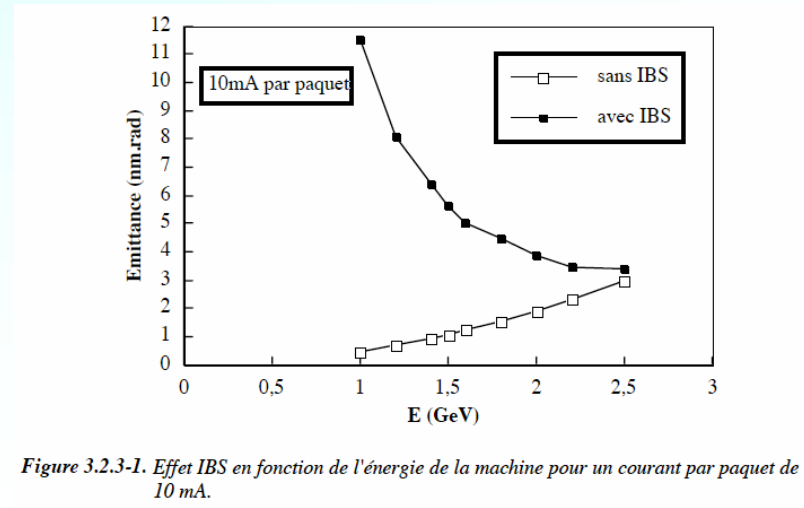 12
11
10
9
8
7
6
5
4
3
2
1
0
Emittance (nm.rad)
10mA par paquet
sans IBS
avec IBS
0
0,5
1
1,5
2
2,5
3
E (GeV)
Figure 3.2.3-1. Effet IBS en fonction de l'énergie de la machine pour un courant par paquet de
10 mA.